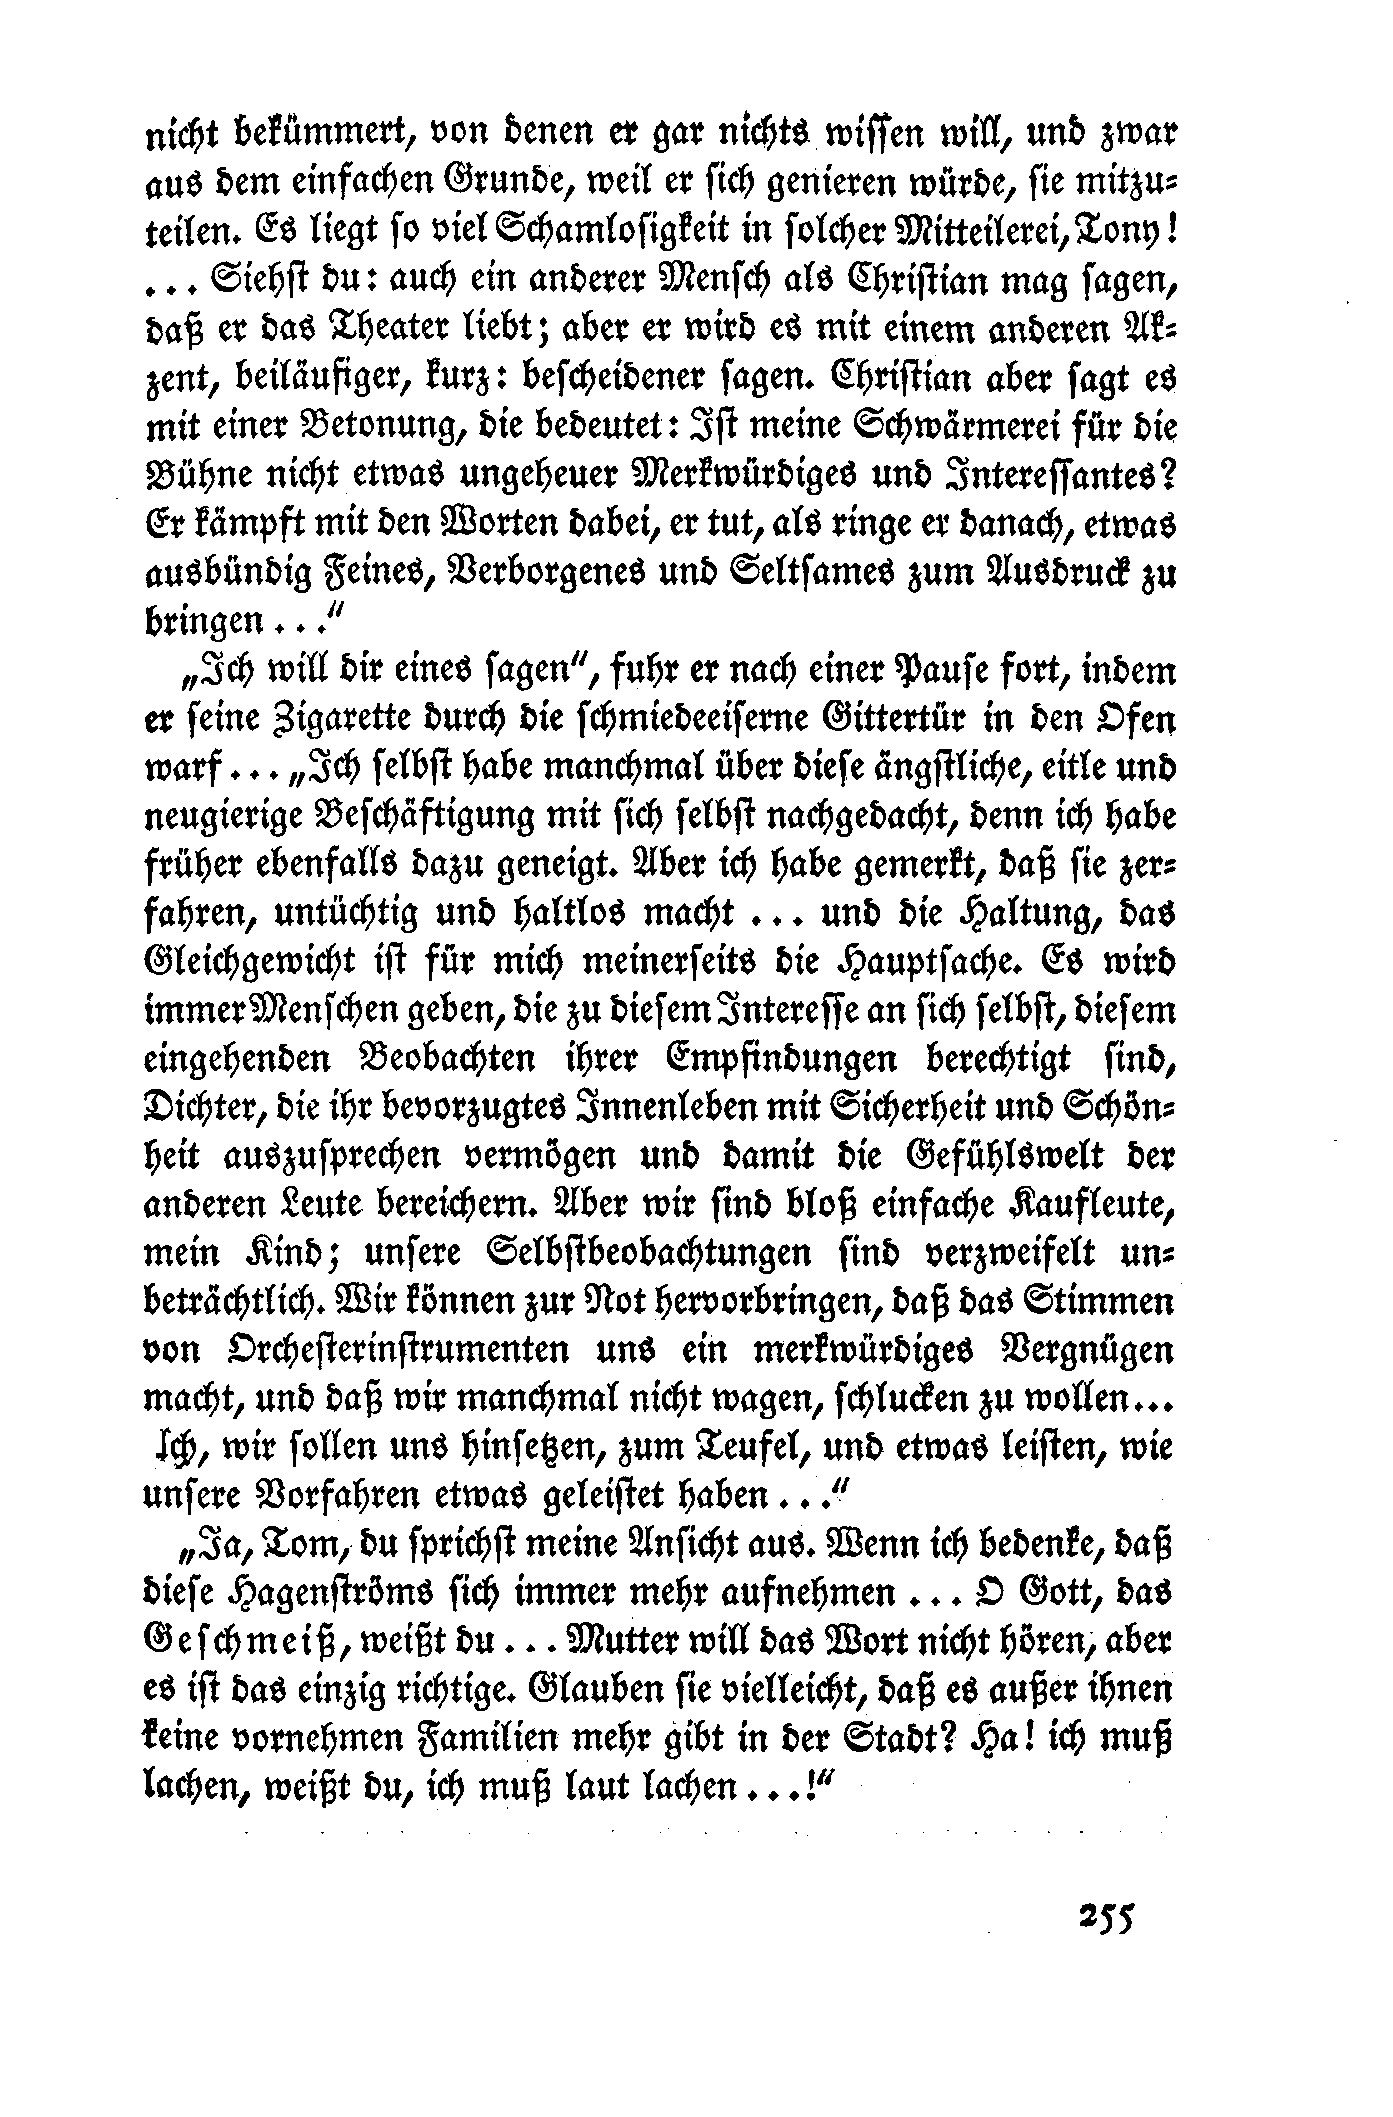 nicht bekümmert, von denen er gar nichts wissen will, und zwar
aus dem einfachen Grunde, weil er sich genieren würde, sie mitzu-
teilen. Es liegt so viel Schamlosigkeit in solcher Mitteilerei, Tony!
... Siehst du: auch ein anderer Mensch als Christian mag sagen,
daß er das Theater liebt; aber er wird es mit einem anderen Ak-
zent, beiläufiger, kurz: bescheidener sagen. Christian aber sagt es
mit einer Betonung, die bedeutet: Ist meine Schwärmerei für die
Bühne nicht etwas ungeheuer Merkwürdiges und Interessantes?
Er kämpft mit den Worten dabei, er tut, als ringe er danach, etwas
ausbündig Feines, Verborgenes und Seltsames zum Ausdruck zu
bringen ...“
„Ich will dir eines sagen“, fuhr er nach einer Pause fort, indem
er seine Zigarette durch die schmiedeeiserne Gittertür in den Ofen
warf ... „Ich selbst habe manchmal über diese ängstliche, eitle und
neugierige Beschäftigung mit sich selbst nachgedacht, denn ich habe
früher ebenfalls dazu geneigt. Aber ich habe gemerkt, daß sie zer-
fahren, untüchtig und haltlos macht ... und die Haltung, das
Gleichgewicht ist für mich meinerseits die Hauptsache. Es wird
immer Menschen geben, die zu diesem Interesse an sich selbst, diesem
eingehenden Beobachten ihrer Empfindungen berechtigt sind,
Dichter, die ihr bevorzugtes Innenleben mit Sicherheit und Schön-
heit auszusprechen vermögen und damit die Gefühlswelt der
anderen Leute bereichern. Aber wir sind bloß einfache Kaufleute,
mein Kind; unsere Selbstbeobachtungen sind verzweifelt un-
beträchtlich. Wir können zur Not hervorbringen, daß das Stimmen
von Orchesterinstrumenten uns ein merkwürdiges Vergnügen
macht, und daß wir manchmal nicht wagen, schlucken zu wollen...
Ich, wir sollen uns hinsetzen, zum Teufel, und etwas leisten, wie
unsere Vorfahren etwas geleistet haben ...“
„Ja, Tom, du sprichst meine Ansicht aus. Wenn ich bedenke, daß
diese Hagenströms sich immer mehr aufnehmen ... O Gott, das
Geschmeiß, weißt du ... Mutter will das Wort nicht hören, aber
es ist das einzig richtige. Glauben sie vielleicht, daß es außer ihnen
keine vornehmen Familien mehr gibt in der Stadt? Ha! ich muß
lachen, weißt du, ich muß laut lachen ...!“
255